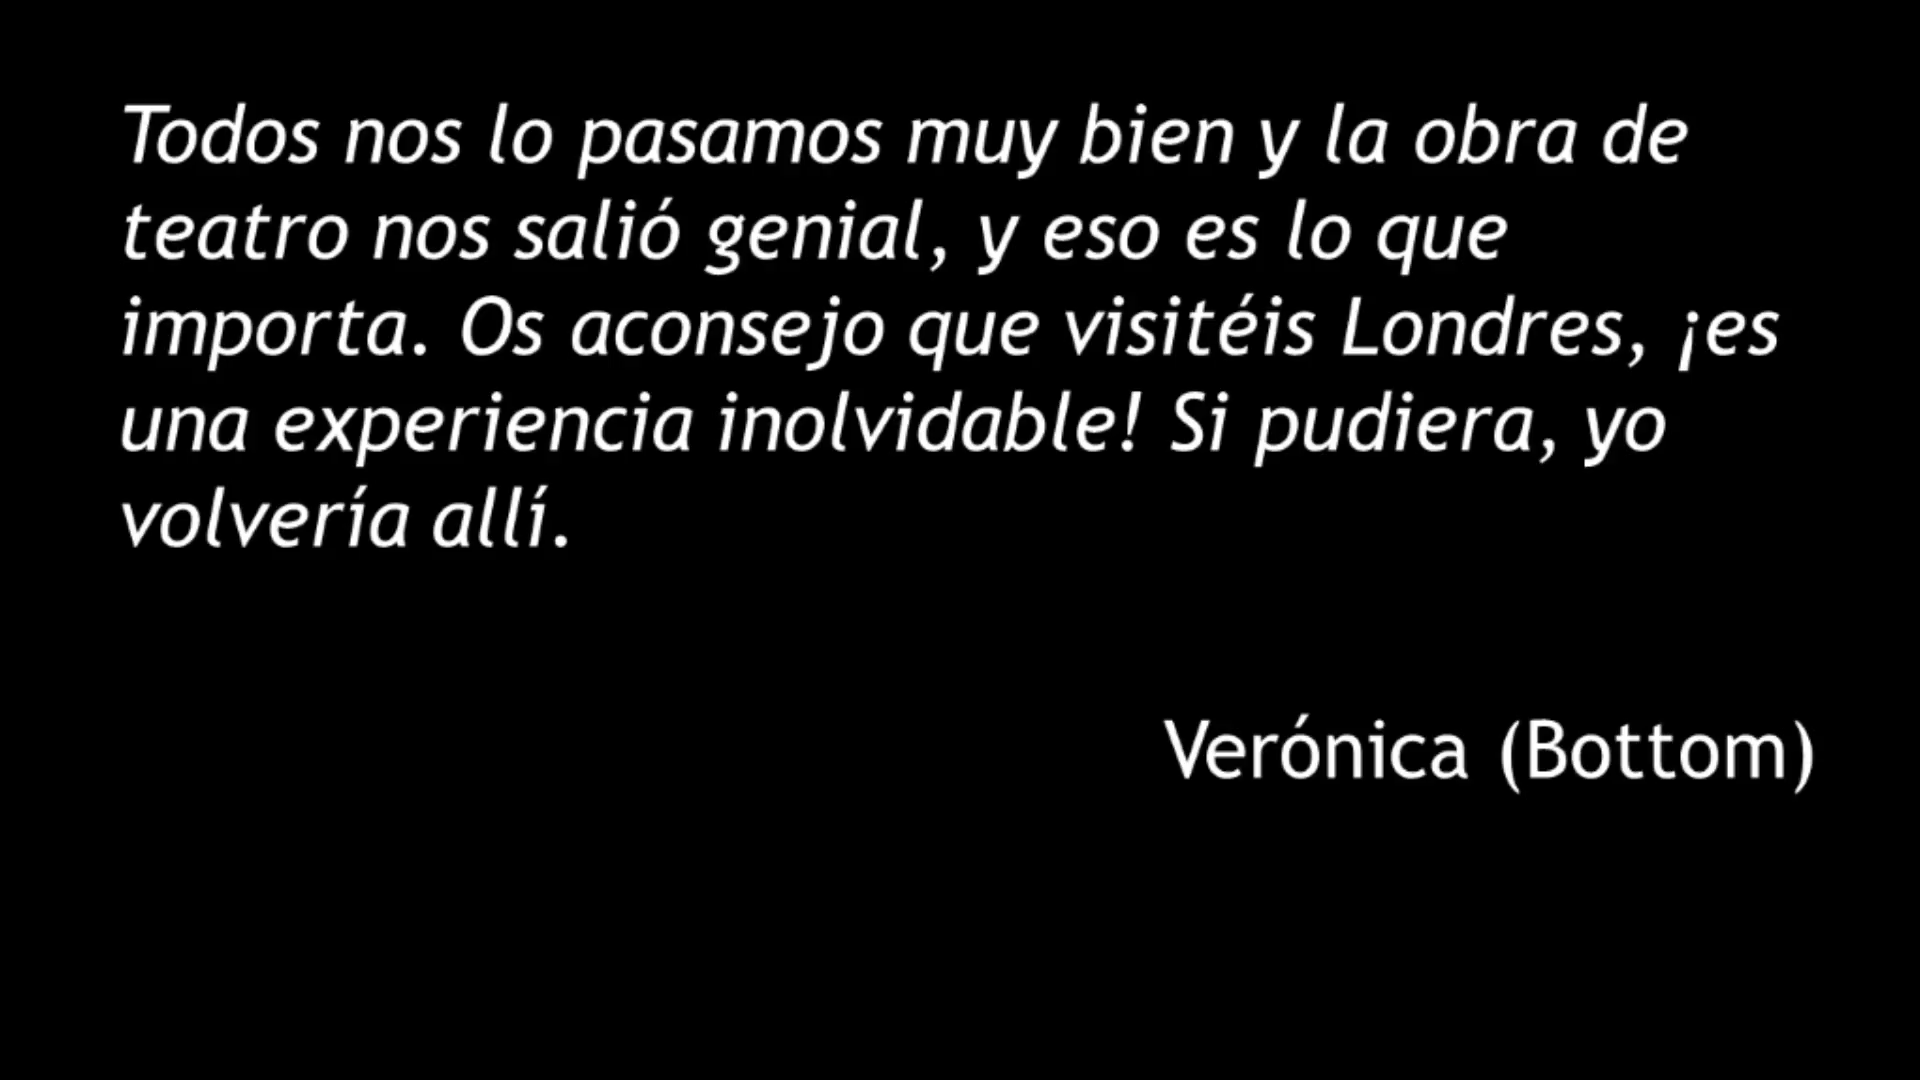 Todos nos lo pasamos muy bien y la obra de
teatro nos salió genial, y eso es lo que
importa. Os aconsejo que visitéis Londres, ¡es
una experiencia inolvidable! Si pudiera, yo
volvería allí.
Verónica (Bottom)